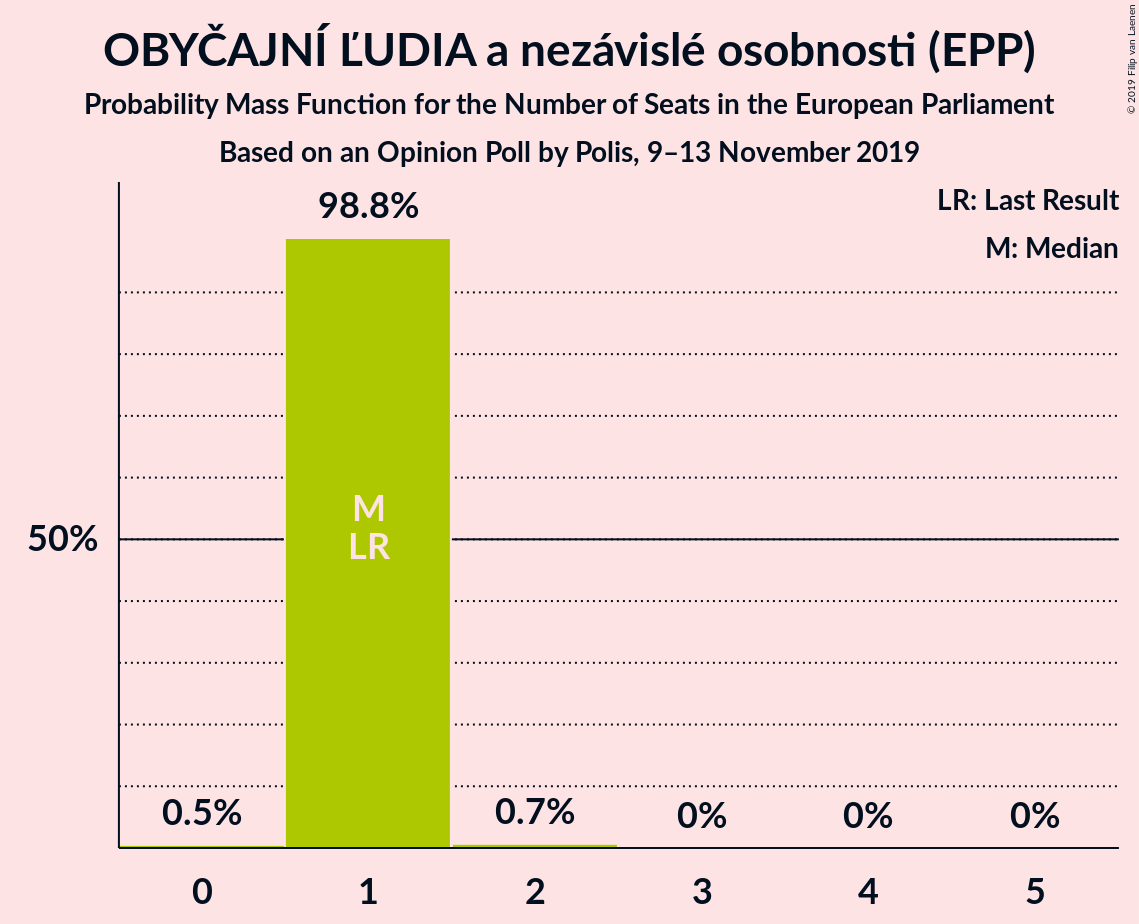 OBYČAJNÍ ĽUDIA a nezávislé osobnosti (EPP)
Probability Mass Function for the Number of Seats in the European Parliament
Based on an Opinion Poll by Polis, 9–13 November 2019
© 2019 Filip van Laenen
LR: Last Result
M: Median
98.8%
M
LR
50%
0.5%
0.7%
0%
0%
0%
0
1
2
3
4
5